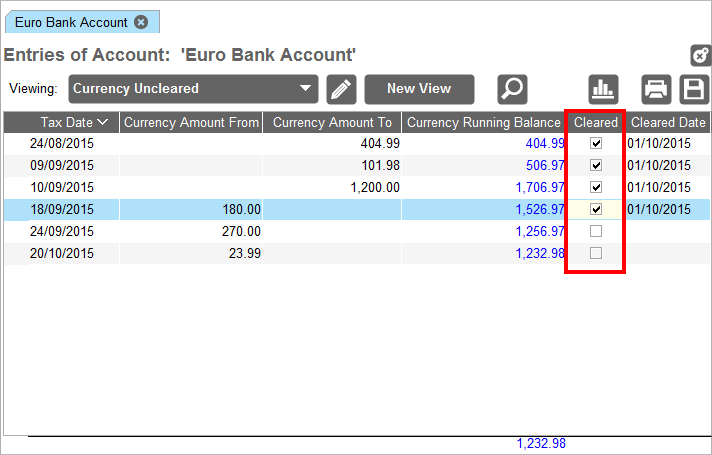 Euro Bank Account
Entries of Account: 'Euro Bank Account'
Viewing: Currency Uncleared New View
Tax Date Currency Amount From Currency Amount To Currency Running Balance Cleared Cleared Date
24/08/2015 404.99 404.99 01/10/2015
09/09/2015 101.98 506.97 01/10/2015
10/09/2015 1,200.00 1,706.97 01/10/2015
18/09/2015 180.00 1,526.97 01/10/2015
24/09/2015 270.00 1,256.97
20/10/2015 23.99 1,232.98
1,232.98